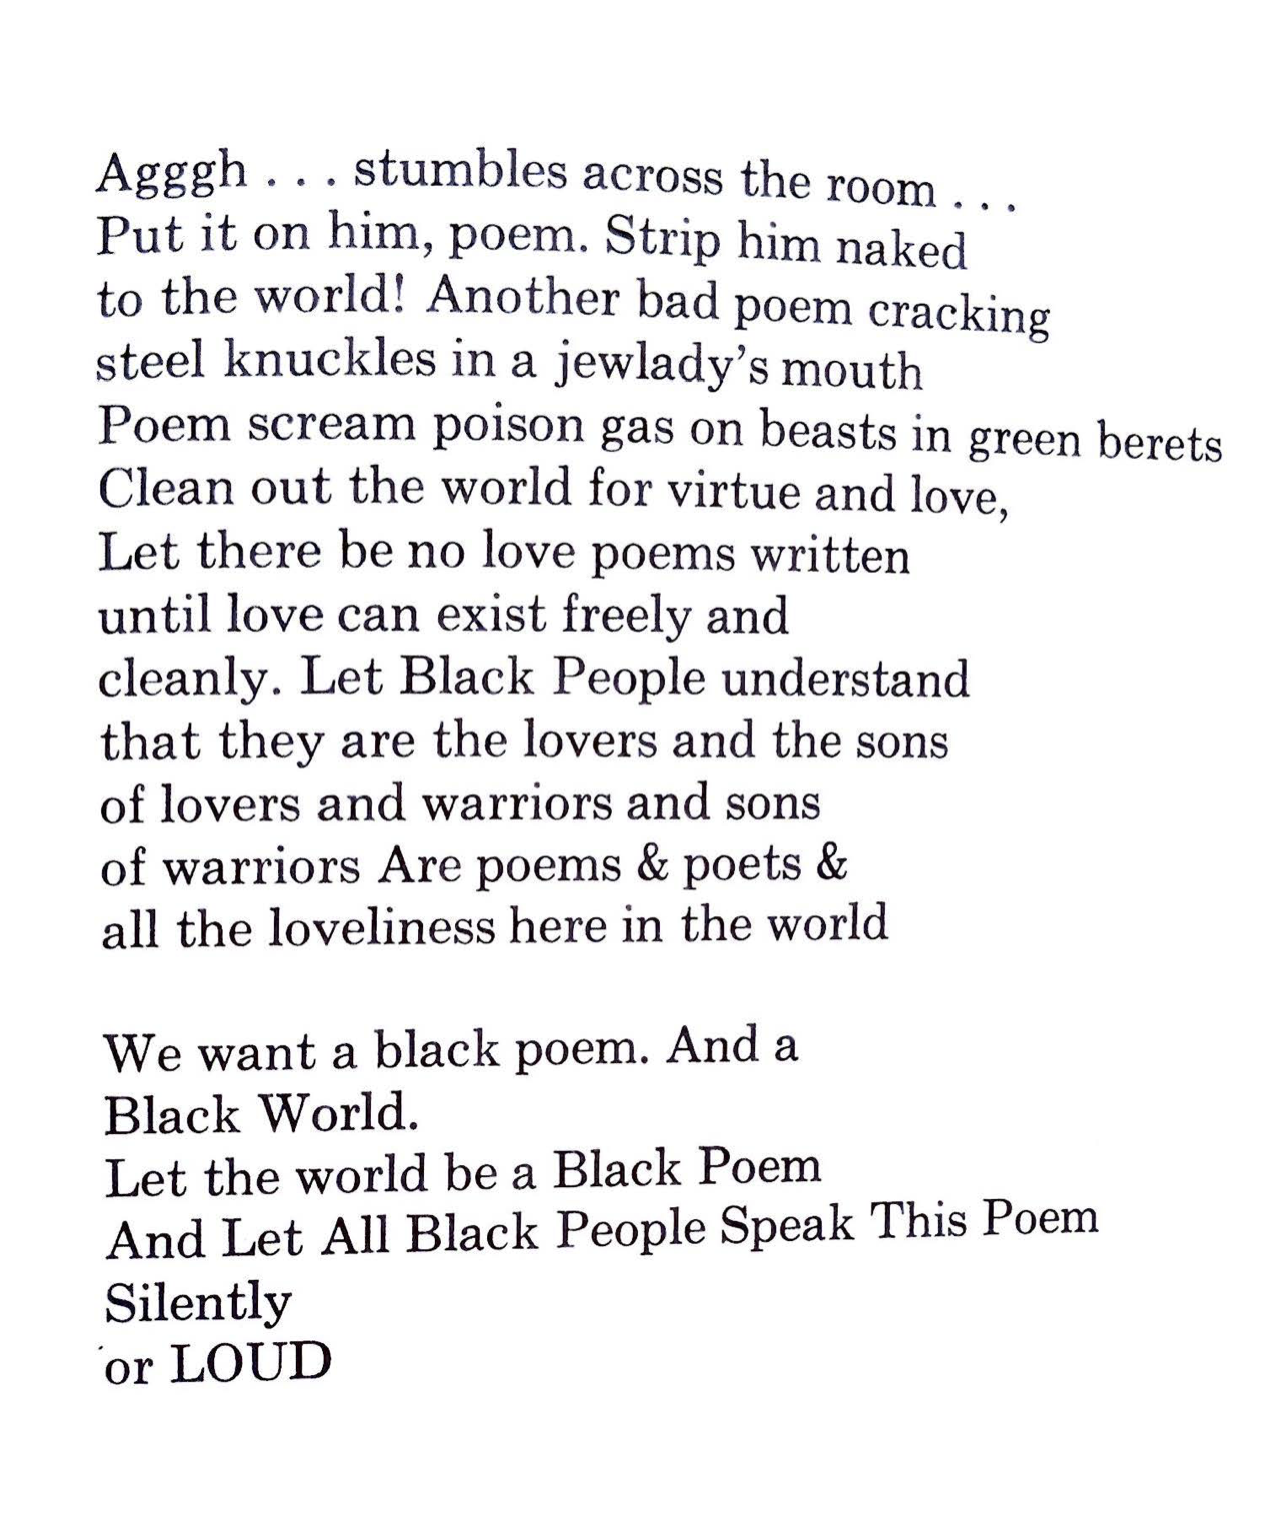 Agggh . . . stumbles across the room . . .
Put it on him, poem. Strip him naked
to the world! Another bad poem cracking
steel knuckles in a jewlady's mouth
Poem scream poison gas on beasts in green berets
Clean out the world for virtue and love,
Let there be no love poems written
until love can exist freely and
cleanly. Let Black People understand
that they are the lovers and the sons
of lovers and warriors and sons
of warriors Are poems & poets &
all the loveliness here in the world
We want a black poem. And a
Black World.
Let the world be a Black Poem
And Let All Black People Speak This Poem
Silently
or LOUD